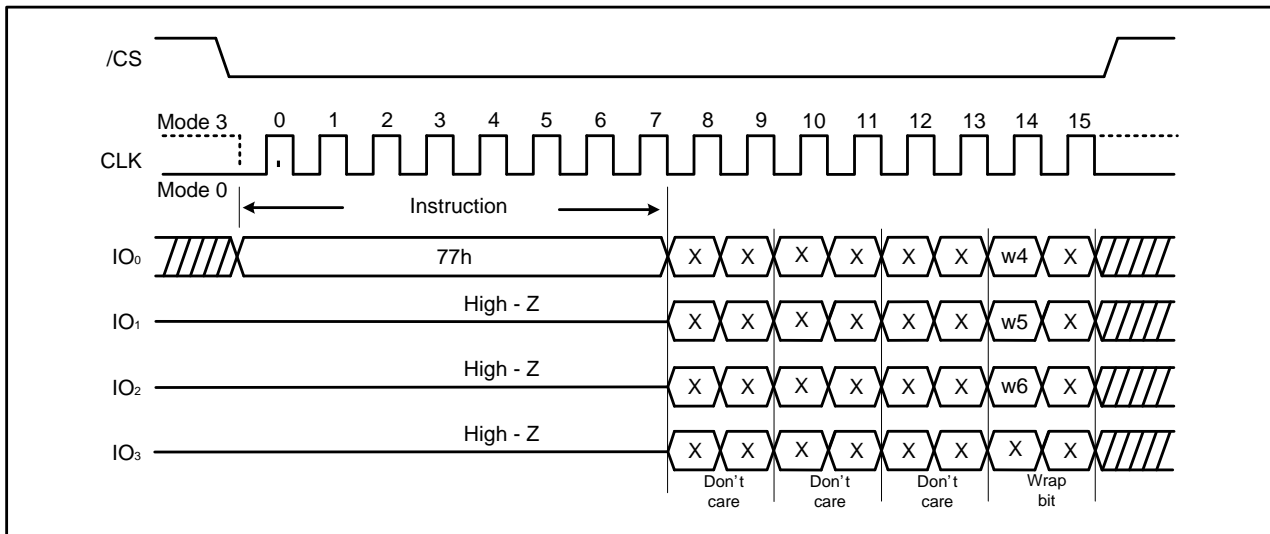 /CS
Mode 3 0 1 2 3 4 5 6 7 8 9 10 11 12 13 14 15
CLK
Mode 0
Instruction
IO₀ 77h X X X X X X w4 X
High - Z
IO₁ X X X X X X w5 X
High - Z
IO₂ X X X X X X w6 X
High - Z
IO₃ X X X X X X X X
Don't Don't Don't Wrap
care care care bit